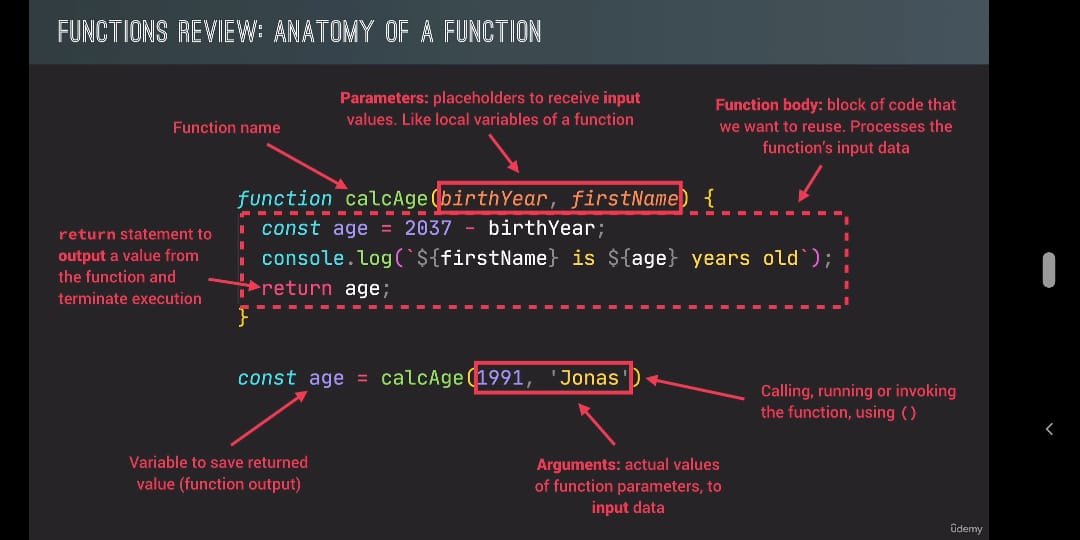 FUNCTIONS REVIEW: ANATOMY OF A FUNCTION
Parameters: placeholders to receive input
values. Like local variables of a function
Function body: block of code that
we want to reuse. Processes the
function's input data
Function name
function calcAge(birthYear, firstName) {
const age = 2037 - birthYear;
console.log(`${firstName} is ${age} years old`);
return age;
}
return statement to
output a value from
the function and
terminate execution
const age = calcAge(1991, 'Jonas')
Calling, running or invoking
the function, using ()
Variable to save returned
value (function output)
Arguments: actual values
of function parameters, to
input data
ûdemy